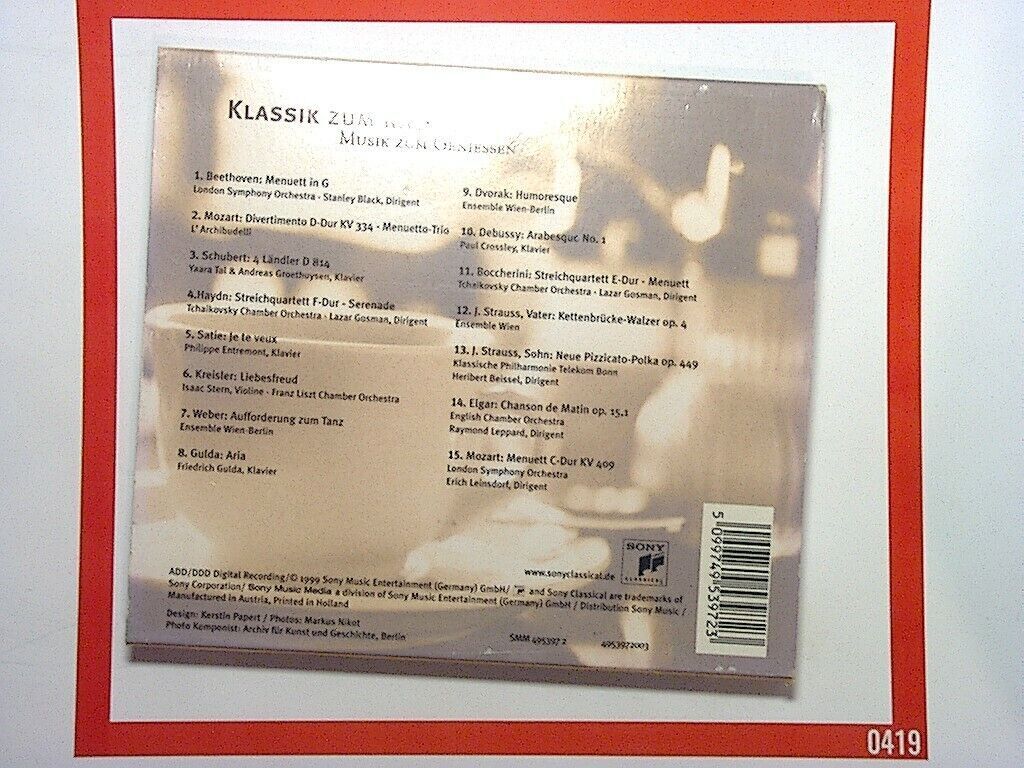 KLASSIK ZUM
MUSIK ZUM GENIESSEN
1. Beethoven: Menuett in G
London Symphony Orchestra · Stanley Black, Dirigent
2. Mozart: Divertimento D-Dur KV 334 · Menuetto-Trio
L'Archibudelli
3. Schubert: 4 Ländler D 814
Yaara Tal & Andreas Groethuysen, Klavier
4.Haydn: Streichquartett F-Dur - Serenade
Tchaikovsky Chamber Orchestra · Lazar Gosman, Dirigent
5. Satie: Je te veux
Philippe Entremont, Klavier
6. Kreisler: Liebesfreud
Isaac Stern, Violine · Franz Liszt Chamber Orchestra
7. Weber: Aufforderung zum Tanz
Ensemble Wien-Berlin
8. Gulda: Aria
Friedrich Gulda, Klavier
9. Dvorak: Humoresque
Ensemble Wien-Berlin
10. Debussy: Arabesque No. 1
Paul Crossley, Klavier
11. Boccherini: Streichquartett E-Dur - Menuett
Tchaikovsky Chamber Orchestra - Lazar Gosman, Dirigent
12. J. Strauss, Vater: Kettenbrücke-Walzer op. 4
Ensemble Wien
13. J. Strauss, Sohn: Neue Pizzicato-Polka op. 449
Klassische Philharmonie Telekom Bonn
Heribert Beissel, Dirigent
14. Elgar: Chanson de Matin op. 15,1
English Chamber Orchestra
Raymond Leppard, Dirigent
15. Mozart: Menuett C-Dur KV 409
London Symphony Orchestra
Erich Leinsdorf, Dirigent
www.sonyclassical.de
SONY
CLASSICAL
5099749539723
ADD/DDD Digital Recording/© 1999 Sony Music Entertainment (Germany) GmbH/ and Sony Classical are trademarks of
Sony Corporation/ Sony Music Media a division of Sony Music Entertainment (Germany) GmbH / Distribution Sony Music /
Manufactured in Austria, Printed in Holland
Design: Kerstin Papert / Photos: Markus Nikot
Photo Komponist: Archiv für Kunst und Geschichte, Berlin
SMM 495397 2
4953972003
0419